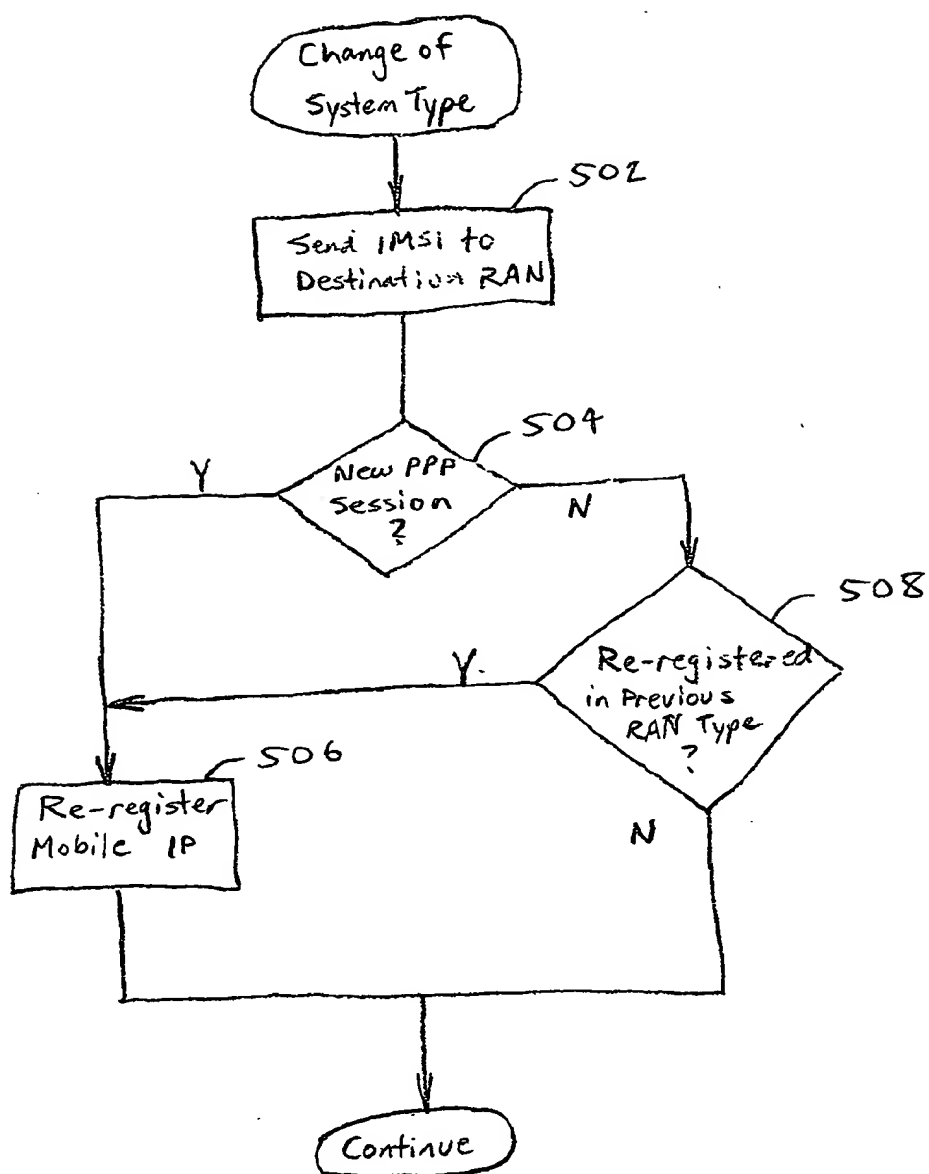 Change of
System Type
502
Send IMSI to
Destination RAN
504
New PPP
Session
?
Y
N
508
Re-registered
in Previous
RAN Type
?
Y
N
506
Re-register
Mobile IP
Continue